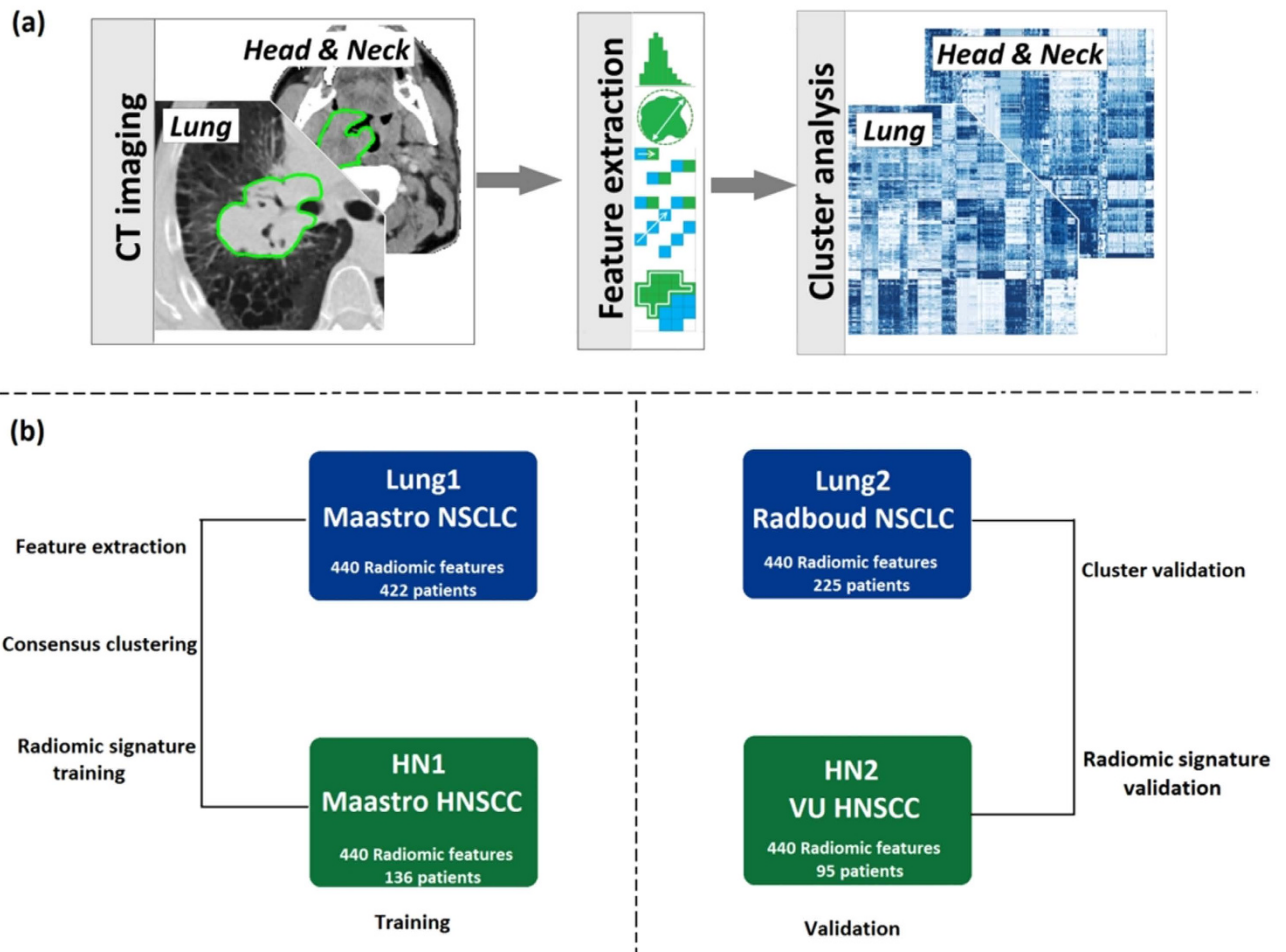 (a)
CT imaging
Head & Neck
Lung
Feature extraction
Cluster analysis
Head & Neck
Lung
(b)
Feature extraction
Consensus clustering
Radiomic signature
training
Lung1
Maastro NSCLC
440 Radiomic features
422 patients
HN1
Maastro HNSCC
440 Radiomic features
136 patients
Training
Lung2
Radboud NSCLC
440 Radiomic features
225 patients
HN2
VU HNSCC
440 Radiomic features
95 patients
Validation
Cluster validation
Radiomic signature
validation